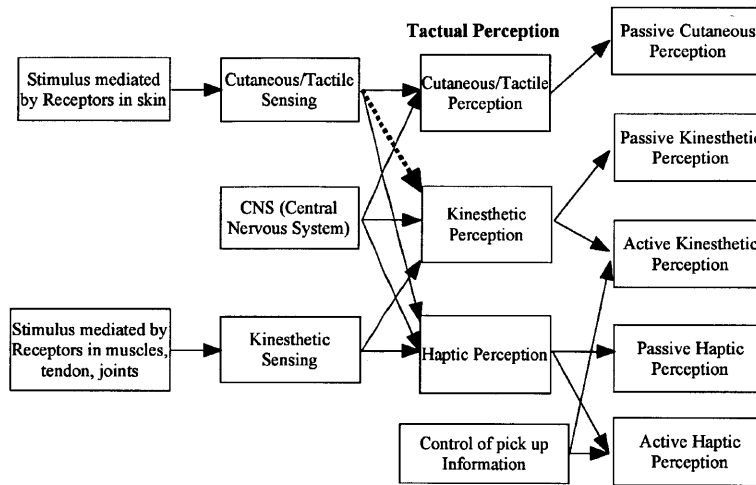 Tactual Perception
Stimulus mediated
by Receptors in skin
Cutaneous/Tactile
Sensing
Cutaneous/Tactile
Perception
Passive Cutaneous
Perception
CNS (Central
Nervous System)
Kinesthetic
Perception
Passive Kinesthetic
Perception
Active Kinesthetic
Perception
Stimulus mediated by
Receptors in muscles,
tendon, joints
Kinesthetic
Sensing
Haptic Perception
Passive Haptic
Perception
Control of pick up
Information
Active Haptic
Perception